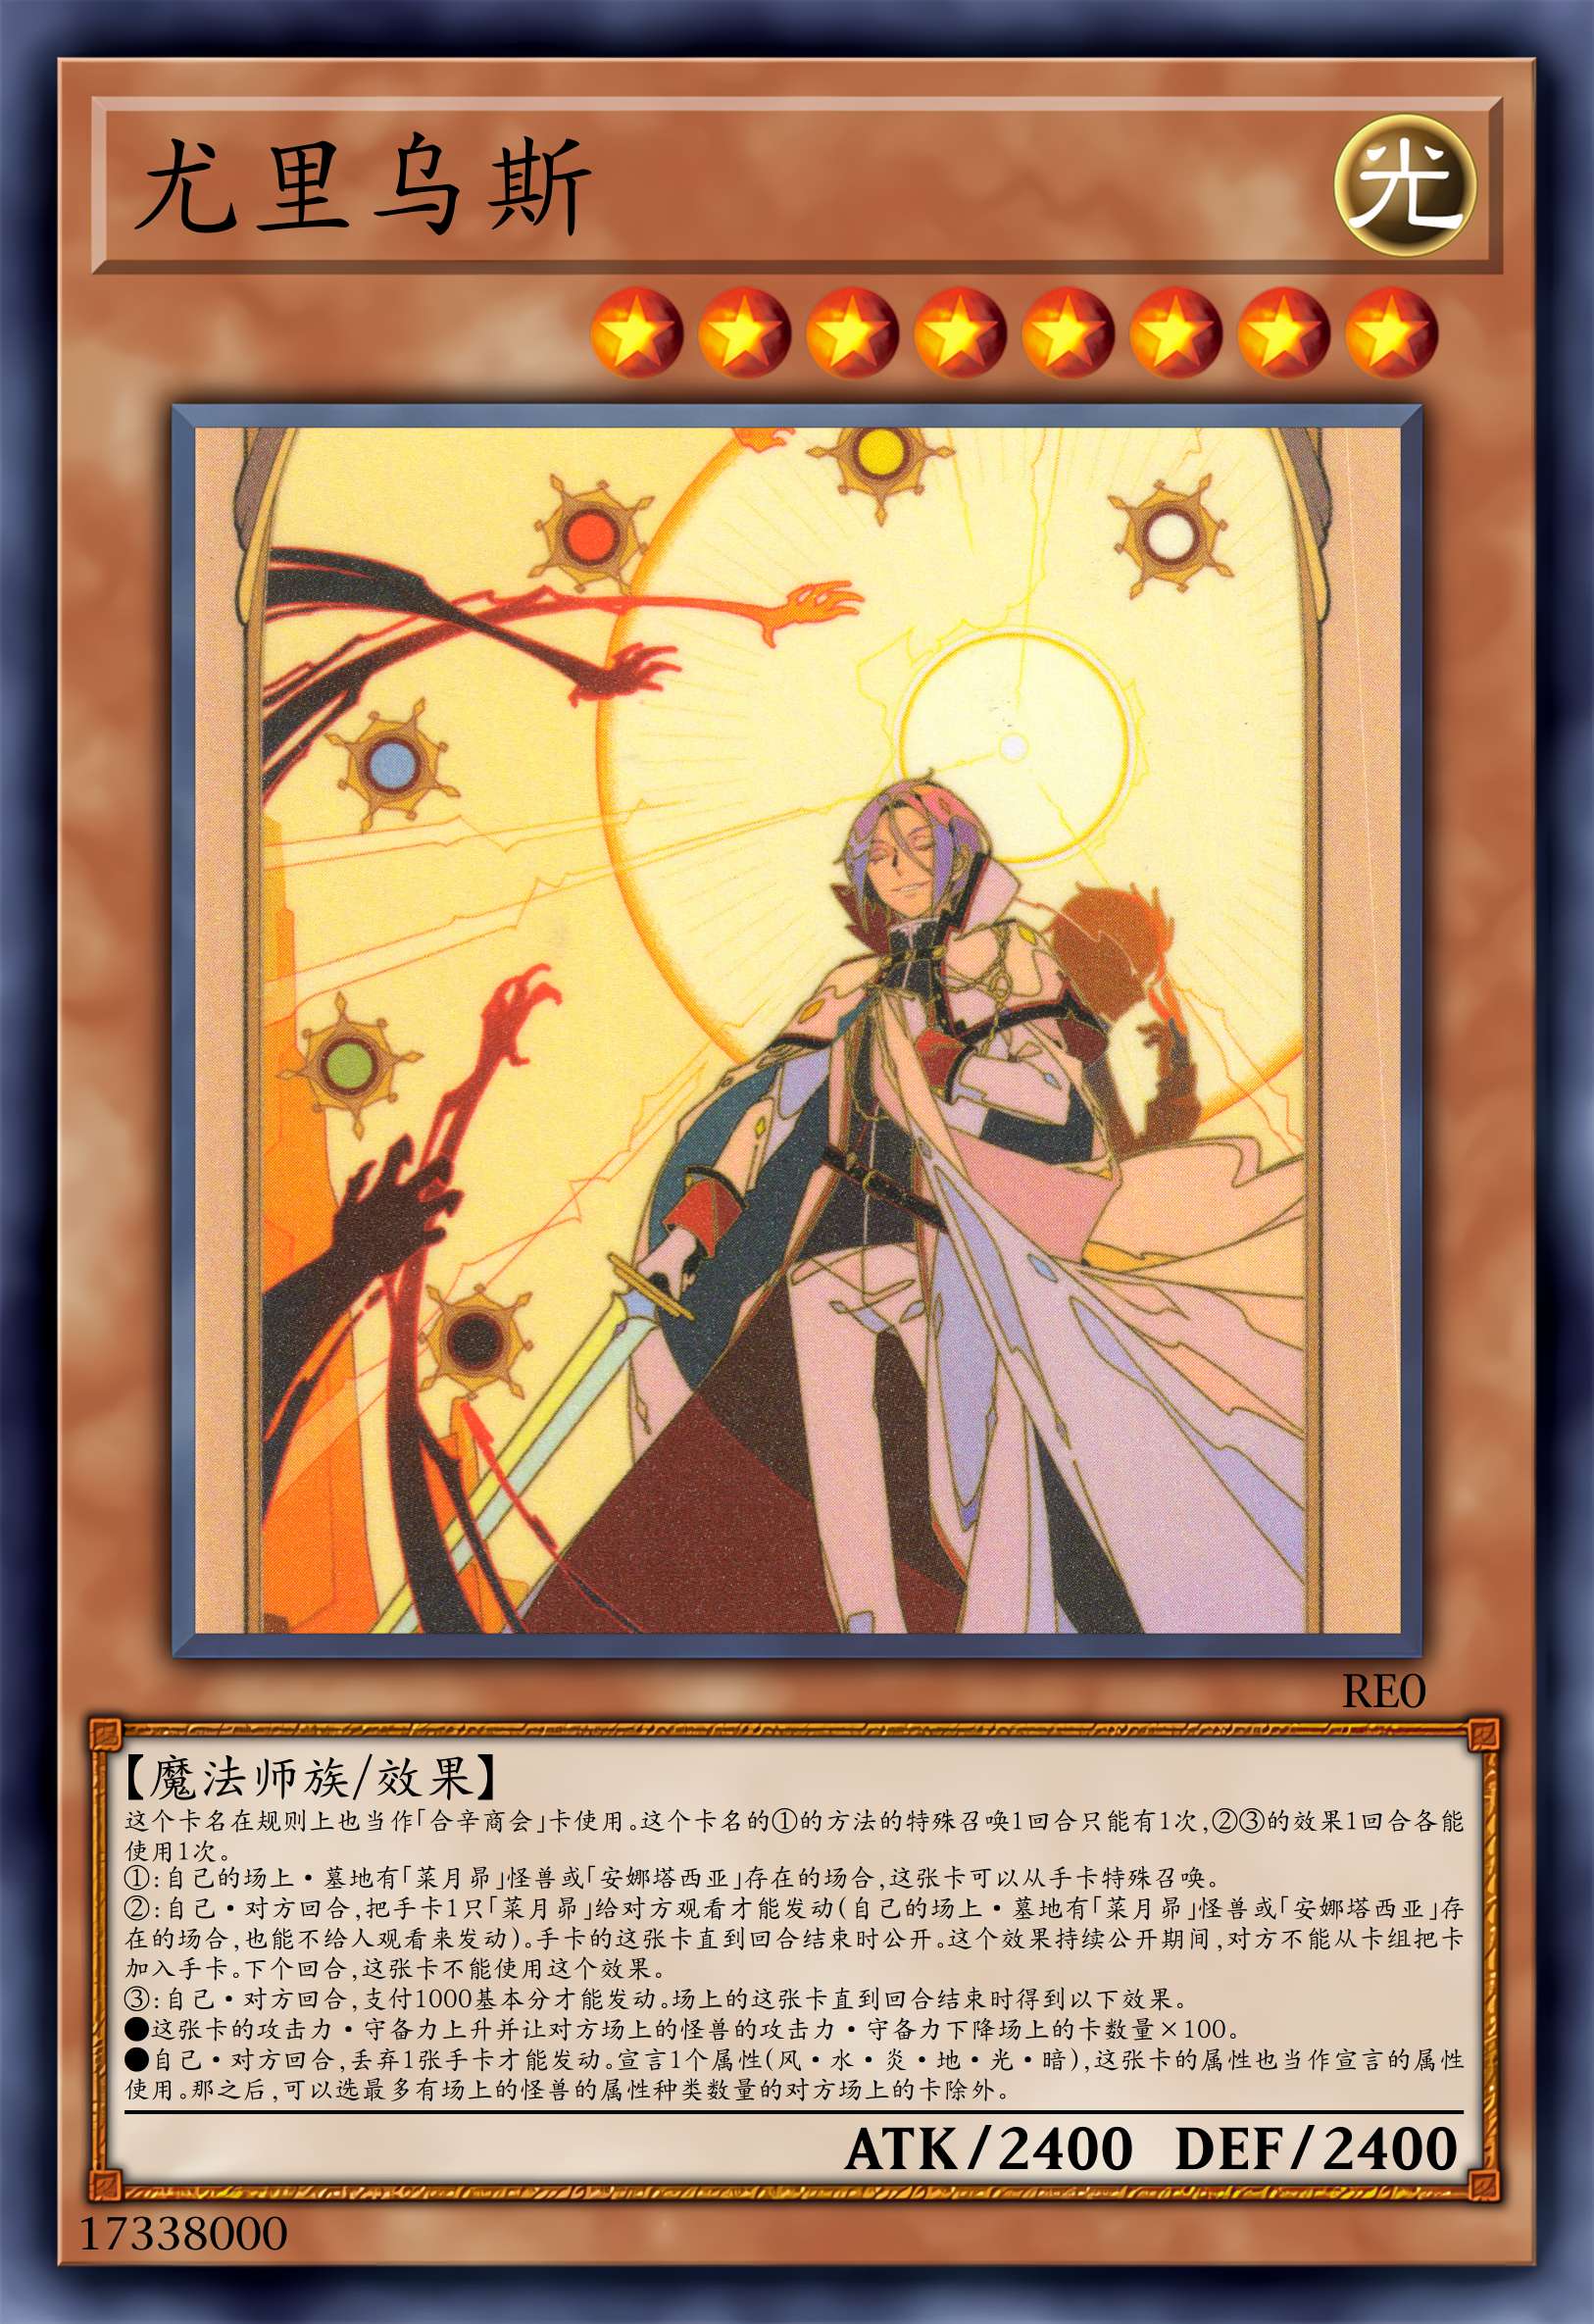 尤里乌斯
光
RE0
【魔法师族/效果】
这个卡名在规则上也当作「合辛商会」卡使用。这个卡名的①的方法的特殊召唤1回合只能有1次,②③的效果1回合各能
使用1次。
①:自己的场上·墓地有「菜月昴」怪兽或「安娜塔西亚」存在的场合,这张卡可以从手卡特殊召唤。
②:自己·对方回合,把手卡1只「菜月昴」给对方观看才能发动(自己的场上·墓地有「菜月昴」怪兽或「安娜塔西亚」存
在的场合,也能不给人观看来发动)。手卡的这张卡直到回合结束时公开。这个效果持续公开期间,对方不能从卡组把卡
加入手卡。下个回合,这张卡不能使用这个效果。
③:自己·对方回合,支付1000基本分才能发动。场上的这张卡直到回合结束时得到以下效果。
●这张卡的攻击力·守备力上升并让对方场上的怪兽的攻击力·守备力下降场上的卡数量×100。
●自己·对方回合,丢弃1张手卡才能发动。宣言1个属性(风·水·炎·地·光·暗),这张卡的属性也当作宣言的属性
使用。那之后,可以选最多有场上的怪兽的属性种类数量的对方场上的卡除外。
ATK/2400 DEF/2400
17338000